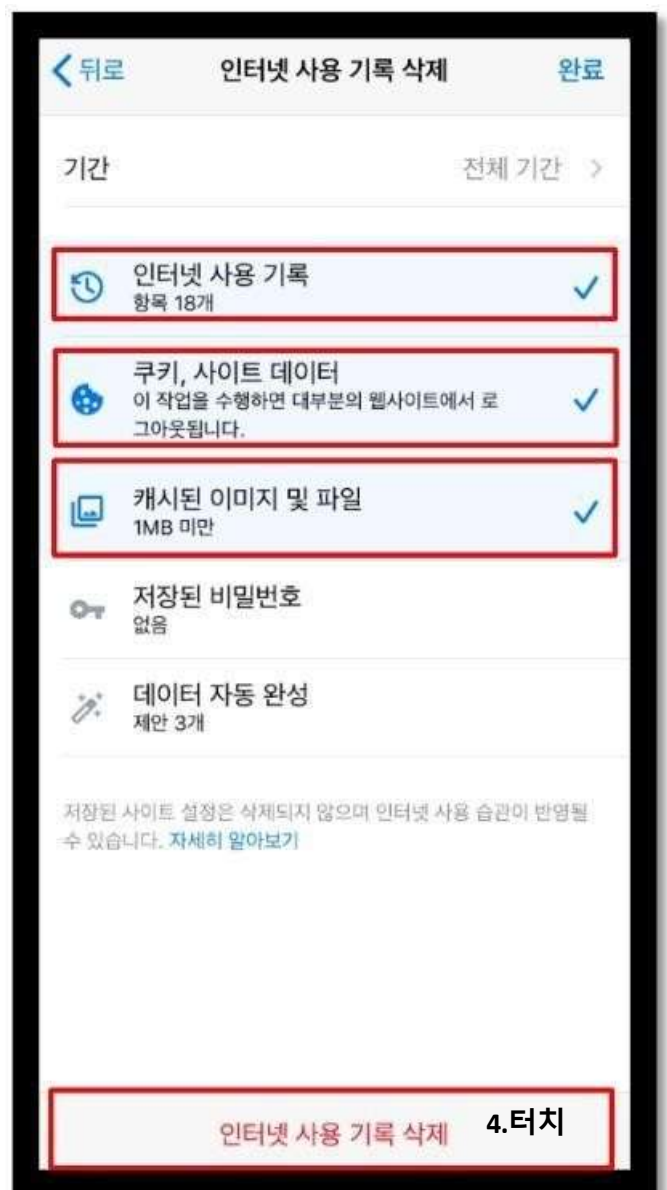 뒤로 인터넷 사용 기록 삭제 완료
기간 전체 기간
인터넷 사용 기록
항목 18개
쿠키, 사이트 데이터
이 작업을 수행하면 대부분의 웹사이트에서 로
그아웃됩니다.
캐시된 이미지 및 파일
1MB 미만
저장된 비밀번호
없음
데이터 자동 완성
제안 3개
저장된 사이트 설정은 삭제되지 않으며 인터넷 사용 습관이 반영될
수 있습니다. 자세히 알아보기
인터넷 사용 기록 삭제 4.터치